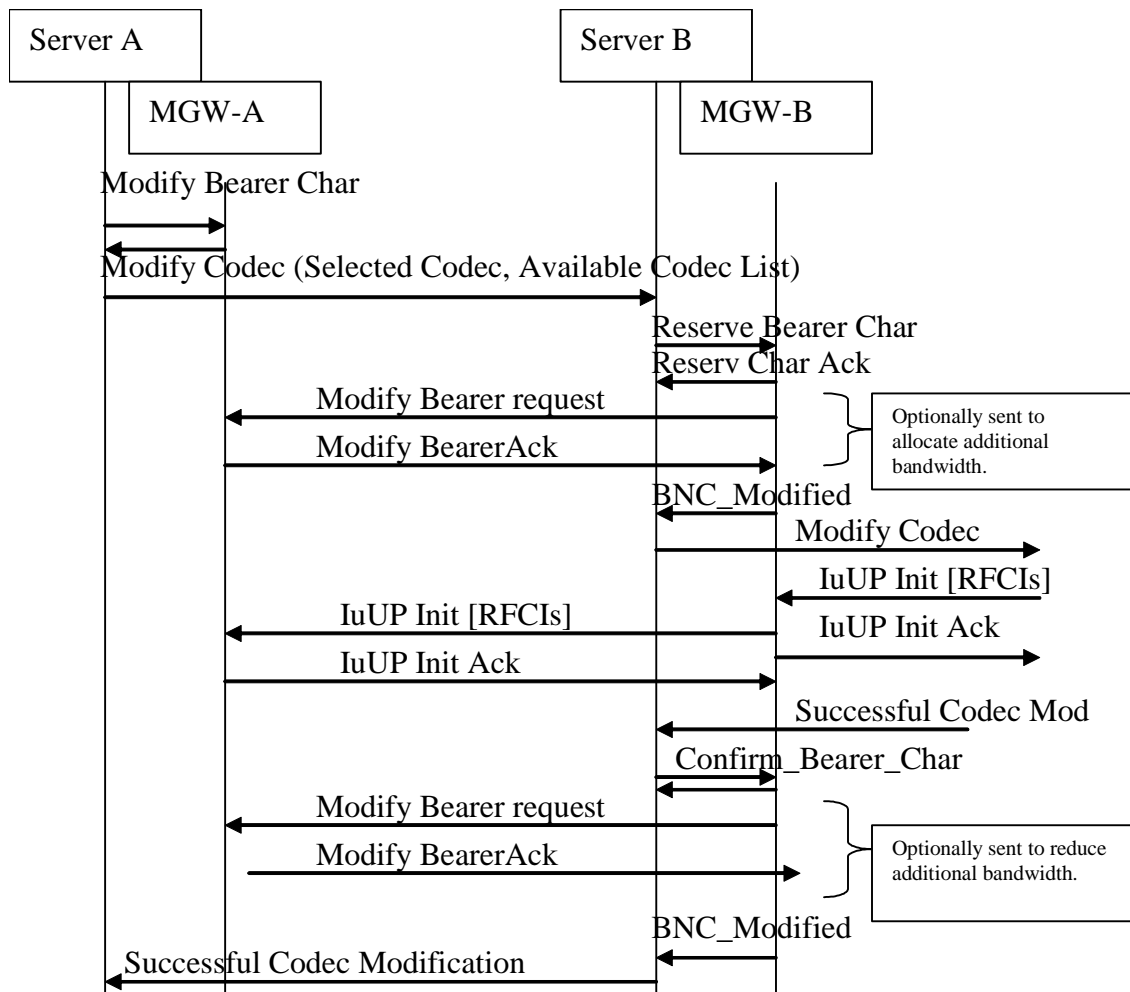 Server A
Server B
MGW-A
MGW-B
Modify Bearer Char
Modify Codec (Selected Codec, Available Codec List)
Reserve Bearer Char
Reserv Char Ack
Modify Bearer request
Optionally sent to
allocate additional
bandwidth.
Modify BearerAck
BNC_Modified
Modify Codec
IuUP Init [RFCIs]
IuUP Init [RFCIs]
IuUP Init Ack
IuUP Init Ack
Successful Codec Mod
Confirm_Bearer_Char
Modify Bearer request
Optionally sent to reduce
additional bandwidth.
Modify BearerAck
BNC_Modified
Successful Codec Modification